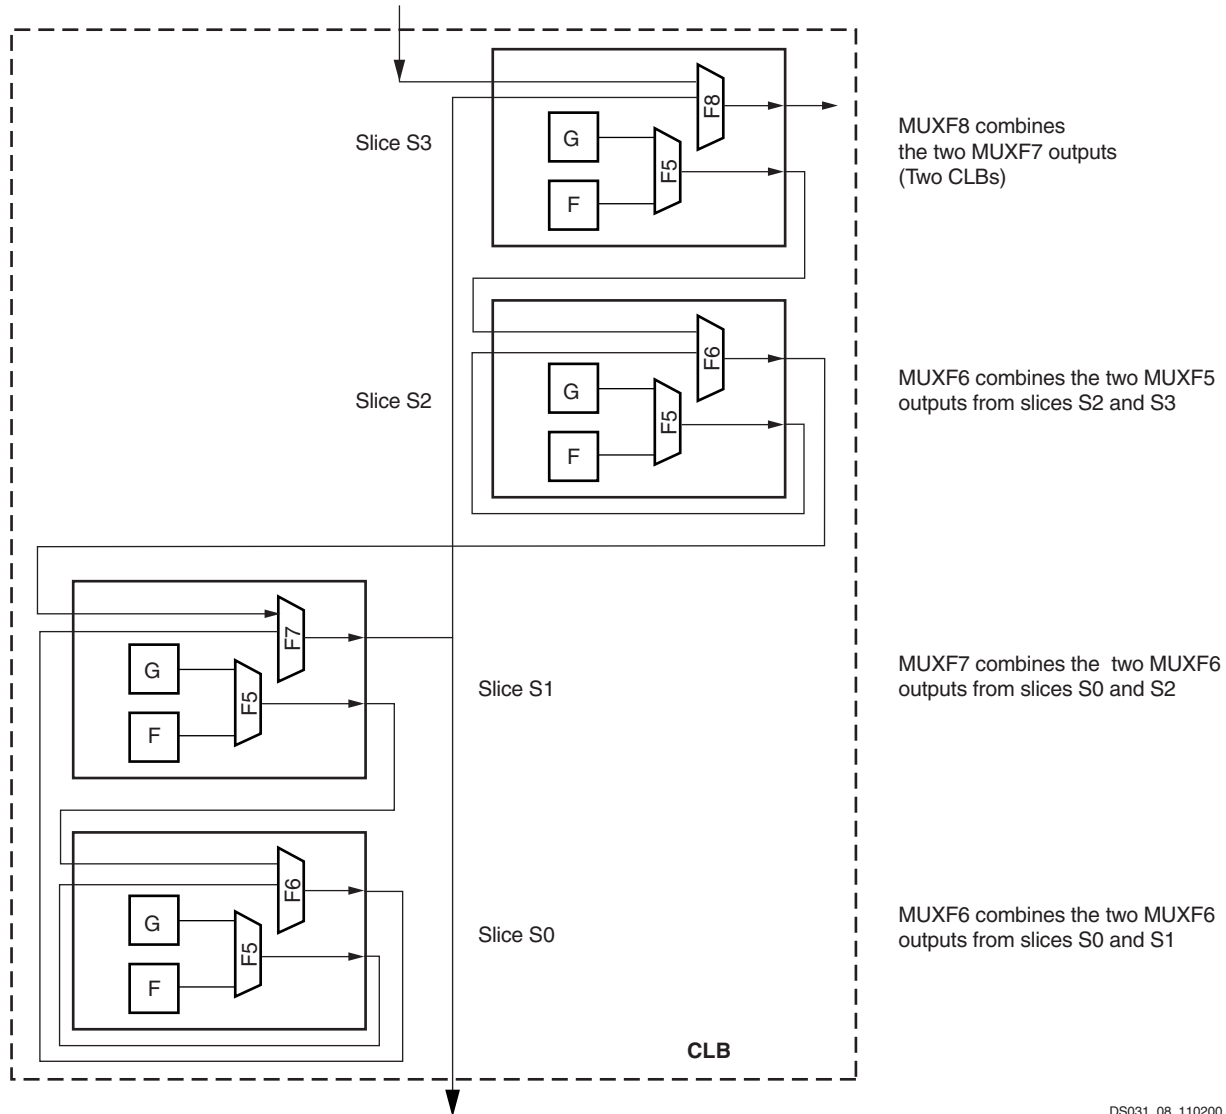 F8
Slice S3
G
F5
F
MUXF8 combines
the two MUXF7 outputs
(Two CLBs)
F6
Slice S2
G
F5
F
MUXF6 combines the two MUXF5
outputs from slices S2 and S3
F7
G
F5
F
Slice S1
MUXF7 combines the two MUXF6
outputs from slices S0 and S2
F6
G
F5
F
Slice S0
MUXF6 combines the two MUXF6
outputs from slices S0 and S1
CLB
DS031_08_110200